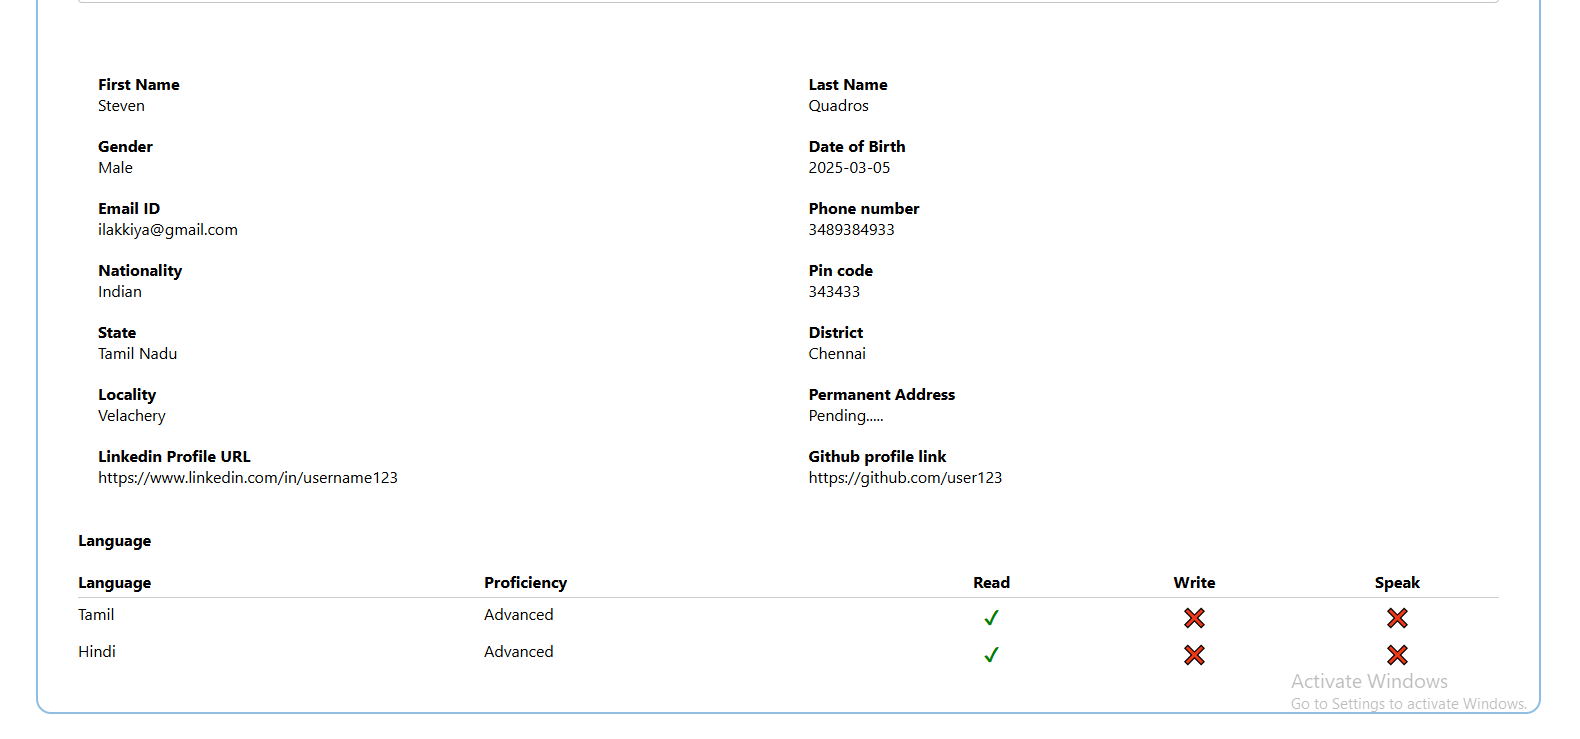 First Name
Last Name
Steven
Quadros
Gender
Date of Birth
Male
2025-03-05
Email ID
Phone number
ilakkiya@gmail.com
3489384933
Nationality
Pin code
Indian
343433
State
District
Tamil Nadu
Chennai
Locality
Permanent Address
Velachery
Pending.....
Linkedin Profile URL
Github profile link
https://www.linkedin.com/in/username123
https://github.com/user123
Language
Language Proficiency Read Write Speak
Tamil Advanced ✓ ✗ ✗
Hindi Advanced ✓ ✗ ✗
Activate Windows
Go to Settings to activate Windows.